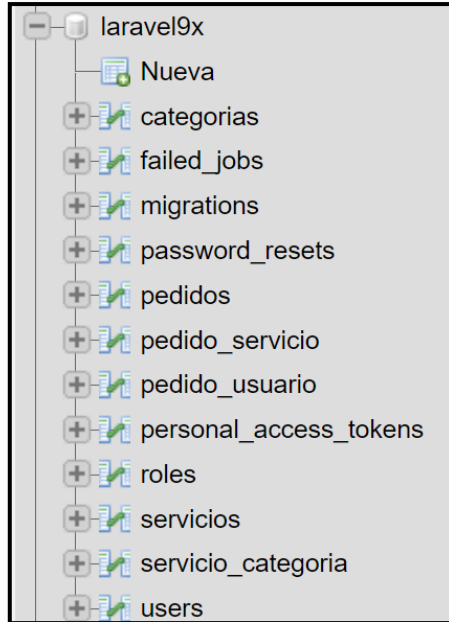 laravel9x
Nueva
categorias
failed_jobs
migrations
password_resets
pedidos
pedido_servicio
pedido_usuario
personal_access_tokens
roles
servicios
servicio_categoria
users